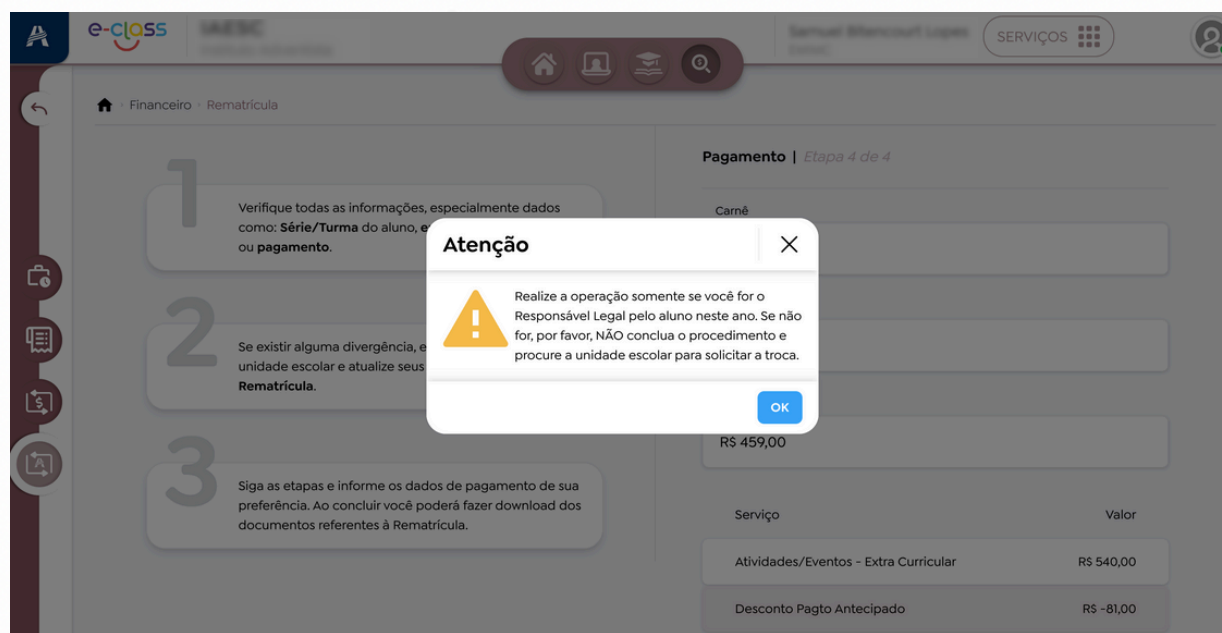 e-class
SERVIÇOS
Financeiro
Rematrícula
1
Verifique todas as informações, especialmente dados
como: Série/Turma do aluno, e
ou pagamento.
2
Se existir alguma divergência, e
unidade escolar e atualize seus
Rematrícula.
3
Siga as etapas e informe os dados de pagamento de sua
preferência. Ao concluir você poderá fazer download dos
documentos referentes à Rematrícula.
Atenção
Realize a operação somente se você for o
Responsável Legal pelo aluno neste ano. Se não
for, por favor, NÃO conclua o procedimento e
procure a unidade escolar para solicitar a troca.
OK
Pagamento | Etapa 4 de 4
Carnê
R$ 459,00
Serviço Valor
Atividades/Eventos - Extra Curricular R$ 540,00
Desconto Pagto Antecipado R$ -81,00